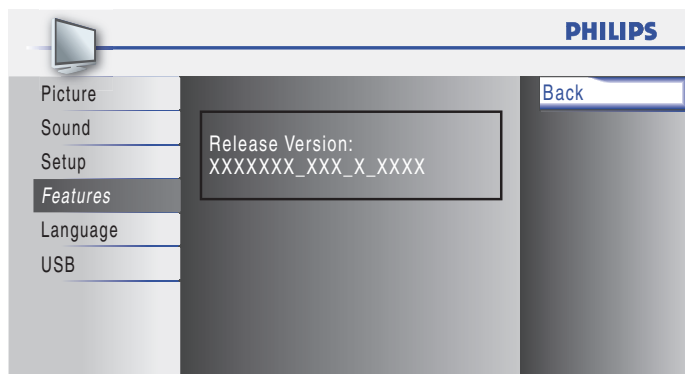 PHILIPS
Picture
Sound
Setup
Features
Language
USB
Release Version:
XXXXXXX_XXX_X_XXXX
Back